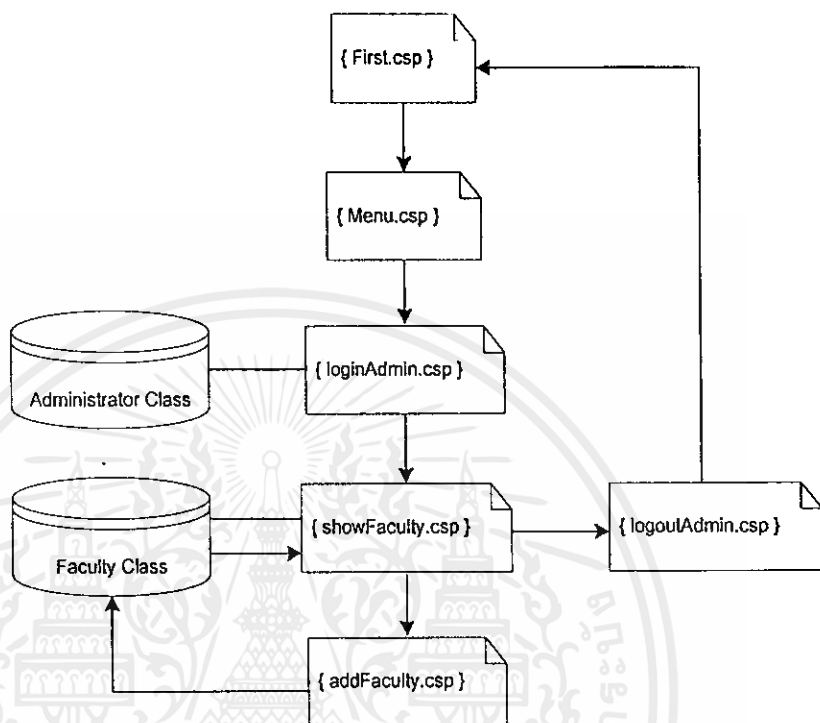 { First.csp }
{ Menu.csp }
{ loginAdmin.csp }
Administrator Class
{ showFaculty.csp }
{ logoutAdmin.csp }
Faculty Class
{ addFaculty.csp }